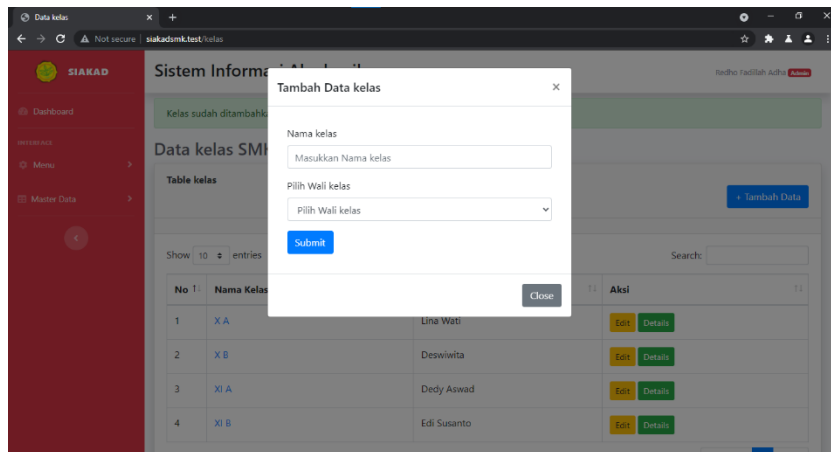 Data kelas
Not secure | siakadsmk.test/kelas
SIAKAD
Sistem Informa
Redho Fadillah Adha Admin
Tambah Data kelas
Dashboard
Kelas sudah ditambahka
INTERFACE
Nama kelas
Menu
Data kelas SM
Masukkan Nama kelas
Table kelas
Pilih Wali kelas
Master Data
+ Tambah Data
Pilih Wali kelas
Submit
Show 10 entries
Search:
No
Nama Kelas
Close
Aksi
1 X A Lina Wati Edit Details
2 X B Deswiwita Edit Details
3 XI A Dedy Aswad Edit Details
4 XI B Edi Susanto Edit Details